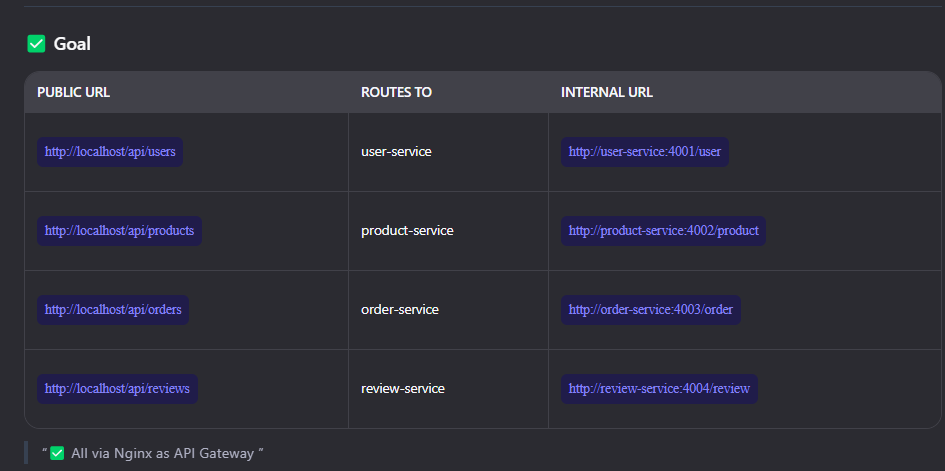 ✅ Goal
PUBLIC URL ROUTES TO INTERNAL URL
http://localhost/api/users user-service http://user-service:4001/user
http://localhost/api/products product-service http://product-service:4002/product
http://localhost/api/orders order-service http://order-service:4003/order
http://localhost/api/reviews review-service http://review-service:4004/review
“ ✅ All via Nginx as API Gateway ”